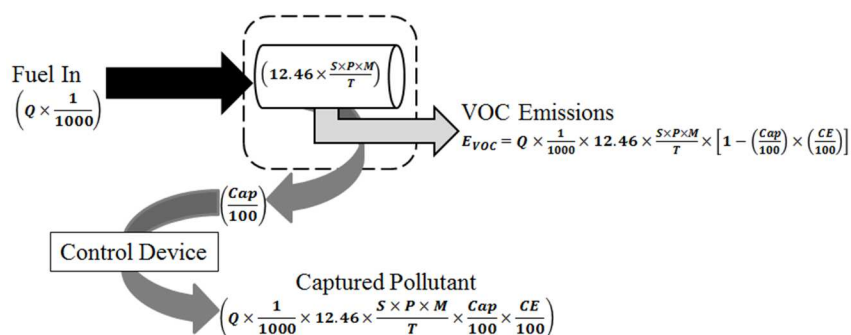 Fuel In
(Q × 1/1000)
(12.46 × S×P×M/T)
VOC Emissions
E_VOC = Q × 1/1000 × 12.46 × S×P×M/T × [1 − (Cap/100) × (CE/100)]
(Cap/100)
Control Device
Captured Pollutant
(Q × 1/1000 × 12.46 × S × P × M/T × Cap/100 × CE/100)